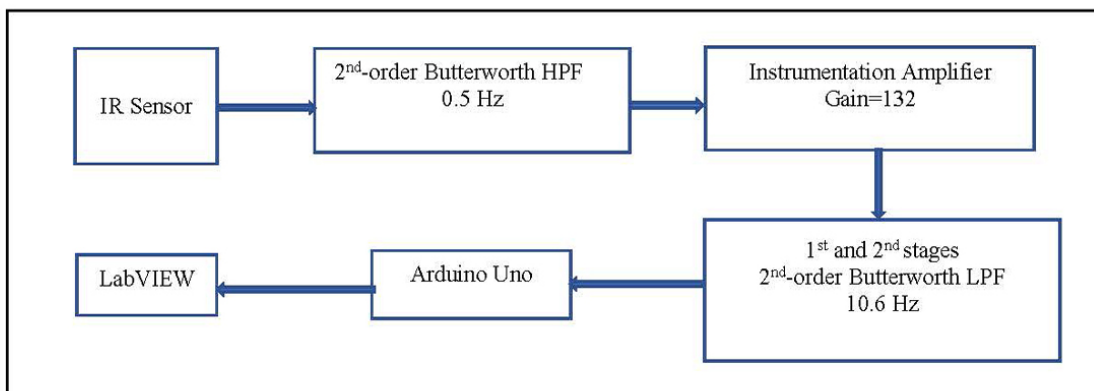 IR Sensor
2nd-order Butterworth HPF
0.5 Hz
Instrumentation Amplifier
Gain=132
1st and 2nd stages
2nd-order Butterworth LPF
10.6 Hz
Arduino Uno
LabVIEW